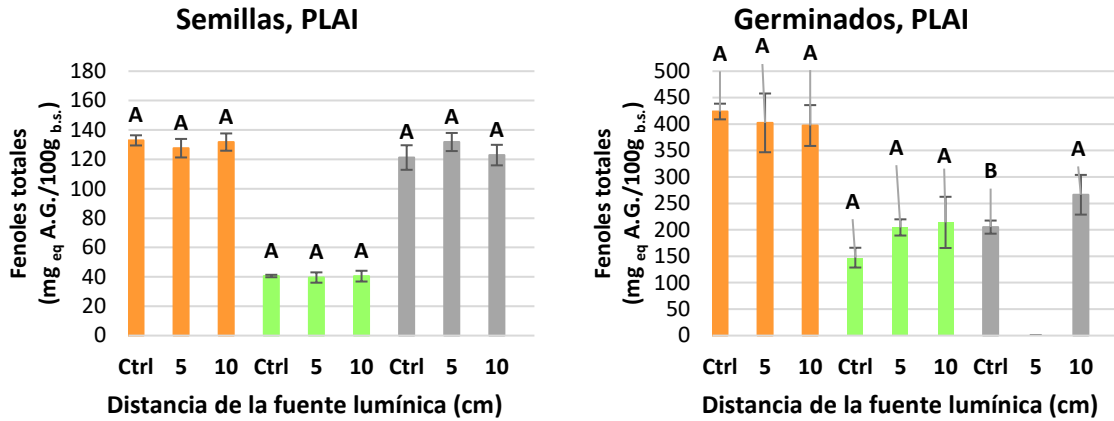 Semillas, PLAI
Fenoles totales
(mg eq A.G./100g b.s.)
180
160
140
120
100
80
60
40
20
0
A A A A A A A A A
Ctrl 5 10 Ctrl 5 10 Ctrl 5 10
Distancia de la fuente lumínica (cm)
Germinados, PLAI
Fenoles totales
(mg eq A.G./100g b.s.)
500
450
400
350
300
250
200
150
100
50
0
A A A A A A B A
Ctrl 5 10 Ctrl 5 10 Ctrl 5 10
Distancia de la fuente lumínica (cm)